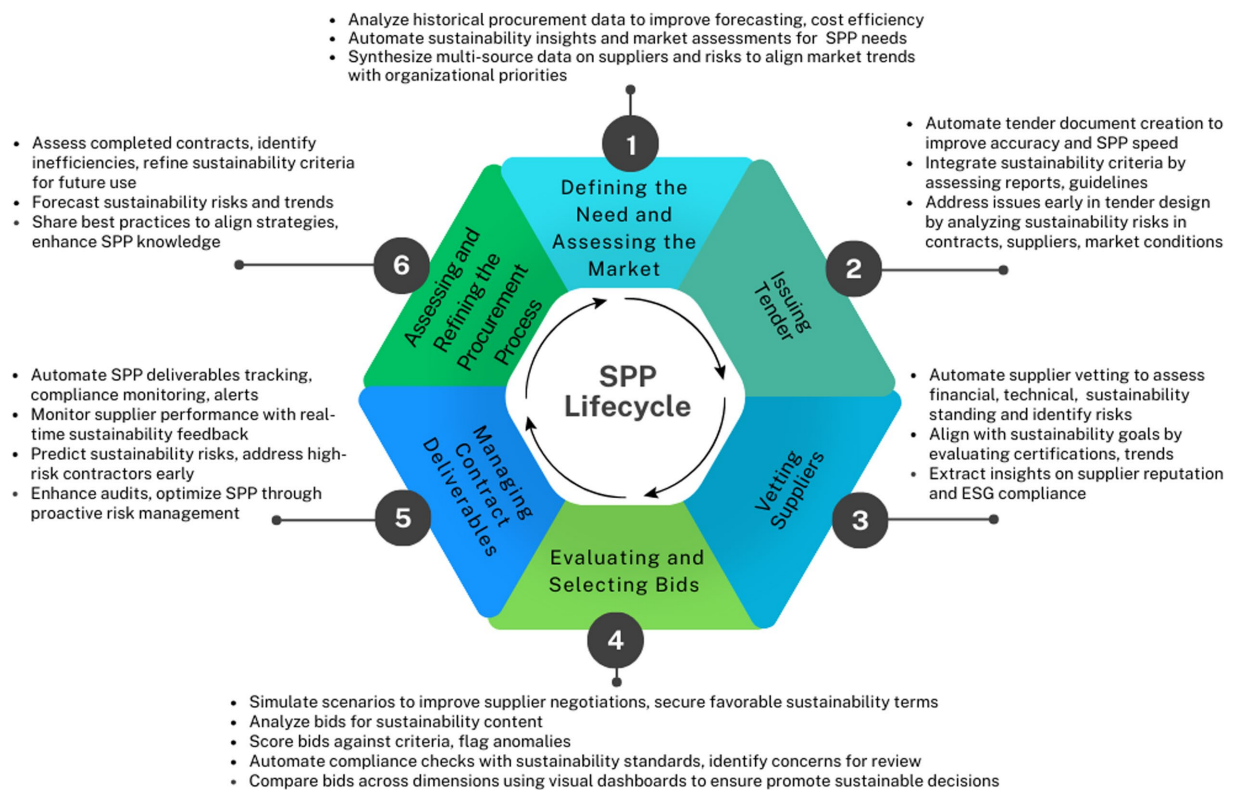 • Analyze historical procurement data to improve forecasting, cost efficiency
• Automate sustainability insights and market assessments for SPP needs
• Synthesize multi-source data on suppliers and risks to align market trends
with organizational priorities
1
Defining the
Need and
Assessing the
Market
• Automate tender document creation to
improve accuracy and SPP speed
• Integrate sustainability criteria by
assessing reports, guidelines
• Address issues early in tender design
by analyzing sustainability risks in
contracts, suppliers, market conditions
2
Issuing
Tender
• Automate supplier vetting to assess
financial, technical, sustainability
standing and identify risks
• Align with sustainability goals by
evaluating certifications, trends
• Extract insights on supplier reputation
and ESG compliance
3
Vetting
Suppliers
Evaluating and
Selecting Bids
4
• Simulate scenarios to improve supplier negotiations, secure favorable sustainability terms
• Analyze bids for sustainability content
• Score bids against criteria, flag anomalies
• Automate compliance checks with sustainability standards, identify concerns for review
• Compare bids across dimensions using visual dashboards to ensure promote sustainable decisions
• Automate SPP deliverables tracking,
compliance monitoring, alerts
• Monitor supplier performance with real-
time sustainability feedback
• Predict sustainability risks, address high-
risk contractors early
• Enhance audits, optimize SPP through
proactive risk management
5
Managing
Contract
Deliverables
• Assess completed contracts, identify
inefficiencies, refine sustainability criteria
for future use
• Forecast sustainability risks and trends
• Share best practices to align strategies,
enhance SPP knowledge
6
Assessing and
Refining the
Procurement
Process
SPP
Lifecycle